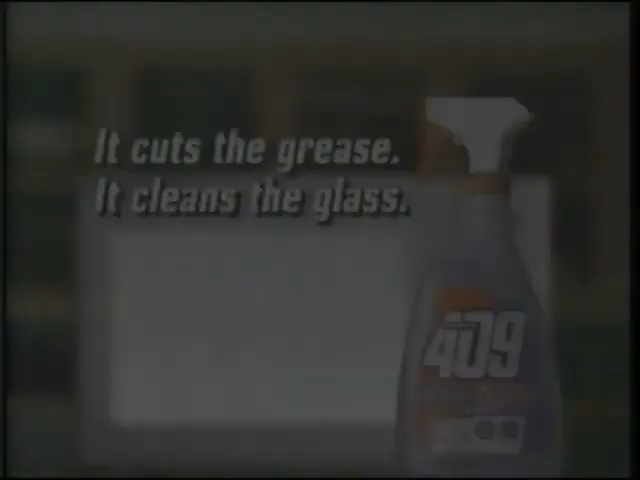 It cuts the grease.
It cleans the glass.
409